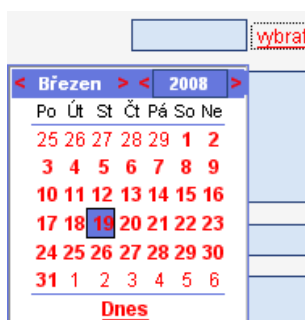 vybrat
< Březen > < 2008 >
Po Út St Čt Pá So Ne
25 26 27 28 29 1 2
3 4 5 6 7 8 9
10 11 12 13 14 15 16
17 18 19 20 21 22 23
24 25 26 27 28 29 30
31 1 2 3 4 5 6
Dnes